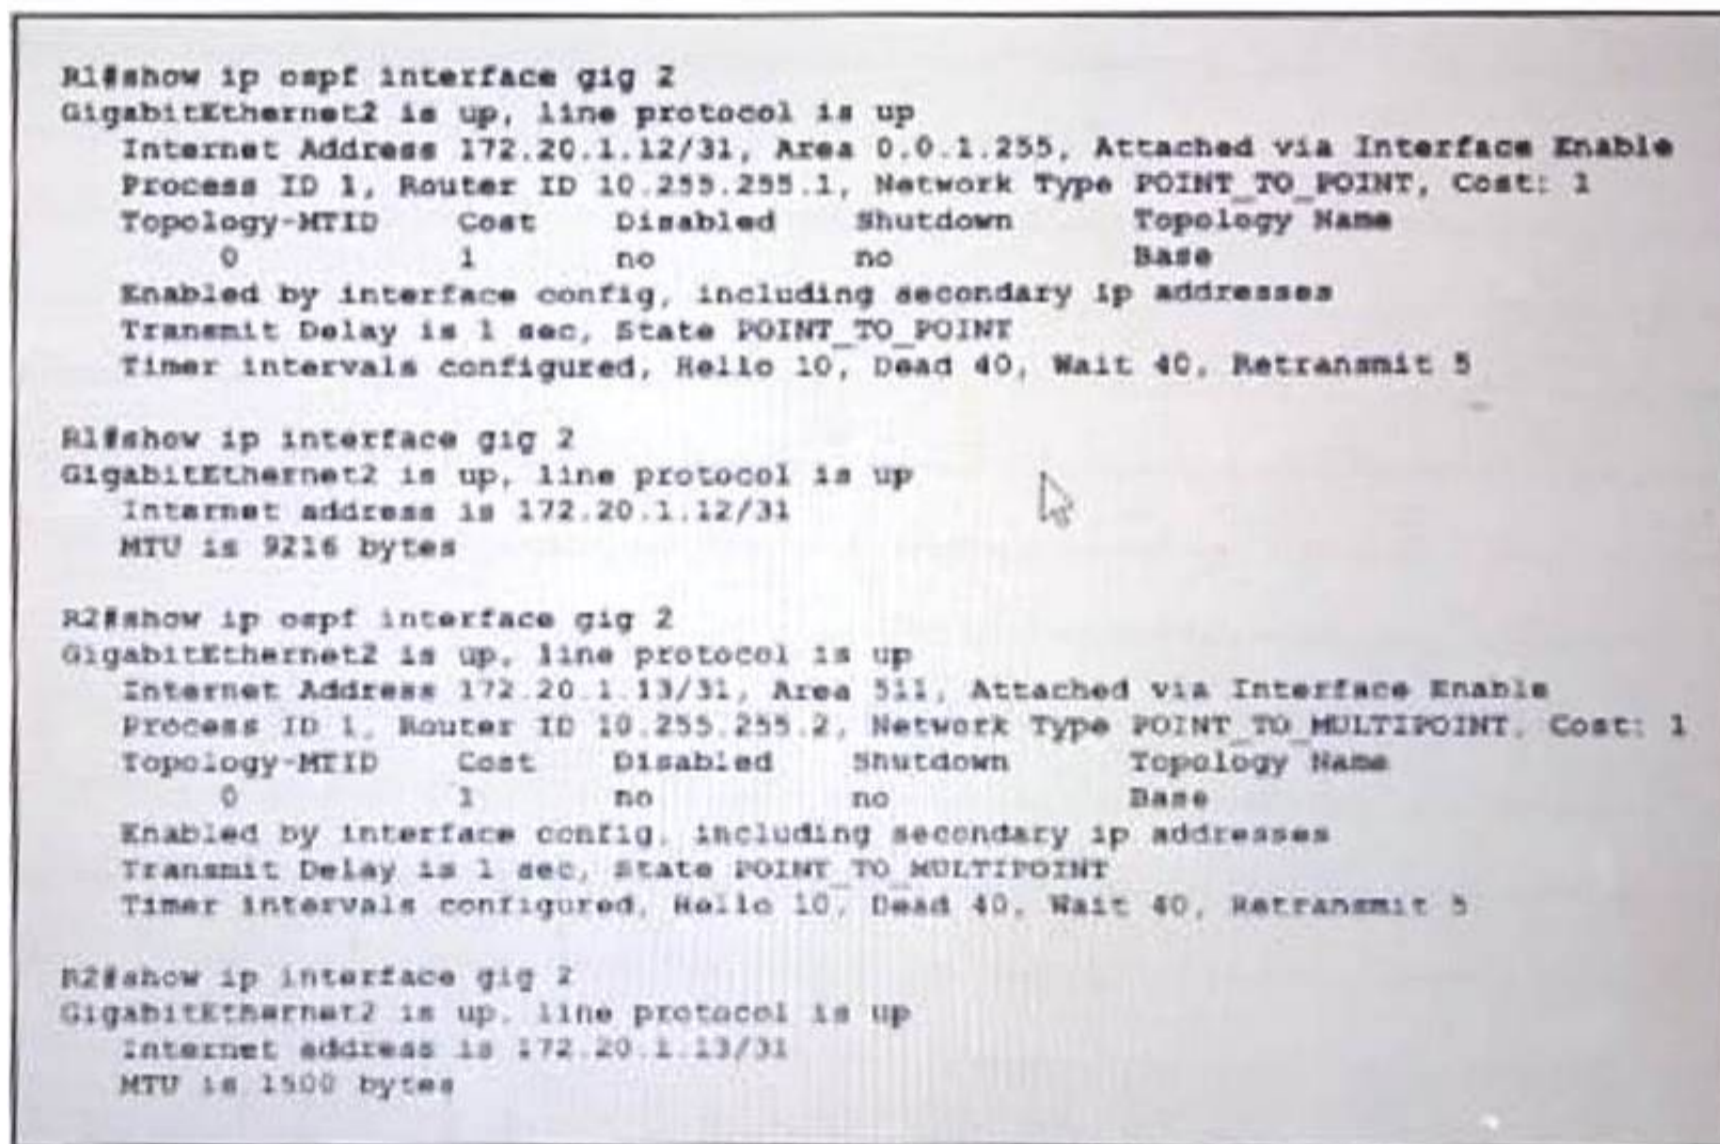 R1#show ip ospf interface gig 2
GigabitEthernet2 is up, line protocol is up
Internet Address 172.20.1.12/31, Area 0.0.1.255, Attached via Interface Enable
Process ID 1, Router ID 10.255.255.1, Network Type POINT_TO_POINT, Cost: 1
Topology-MTID Cost Disabled Shutdown Topology Name
0 1 no no Base
Enabled by interface config, including secondary ip addresses
Transmit Delay is 1 sec, State POINT_TO_POINT
Timer intervals configured, Hello 10, Dead 40, Wait 40, Retransmit 5
R1#show ip interface gig 2
GigabitEthernet2 is up, line protocol is up
Internet address is 172.20.1.12/31
MTU is 9216 bytes
R2#show ip ospf interface gig 2
GigabitEthernet2 is up, line protocol is up
Internet Address 172.20.1.13/31, Area 511, Attached via Interface Enable
Process ID 1, Router ID 10.255.255.2, Network Type POINT_TO_MULTIPOINT, Cost: 1
Topology-MTID Cost Disabled Shutdown Topology Name
0 1 no no Base
Enabled by interface config, including secondary ip addresses
Transmit Delay is 1 sec, State POINT_TO_MULTIPOINT
Timer intervals configured, Hello 10, Dead 40, Wait 40, Retransmit 5
R2#show ip interface gig 2
GigabitEthernet2 is up, line protocol is up
Internet address is 172.20.1.13/31
MTU is 1500 bytes